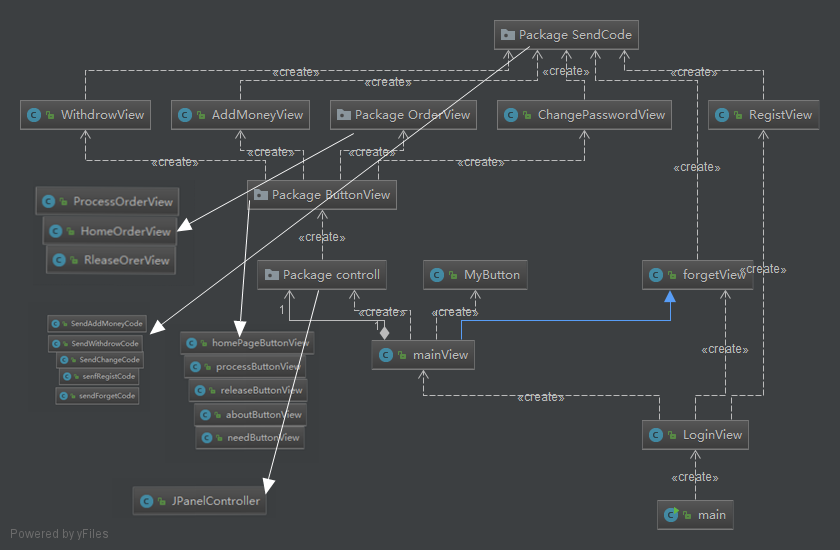 Package SendCode
«create»
«create»
«create»
«create»
WithdrowView
AddMoneyView
Package OrderView
ChangePasswordView
RegistView
«create»
«create»
«create»
«create»
«create»
Package ButtonView
ProcessOrderView
HomeOrderView
RleaseOrerView
«create»
Package controll
MyButton
forgetView
«create»
1
«create»
«create»
1
SendAddMoneyCode
SendWithdrowCode
SendChangeCode
senfRegistCode
sendForgetCode
homePageButtonView
processButtonView
releaseButtonView
aboutButtonView
needButtonView
mainView
«create»
«create»
LoginView
«create»
JPanelController
main
Powered by yFiles